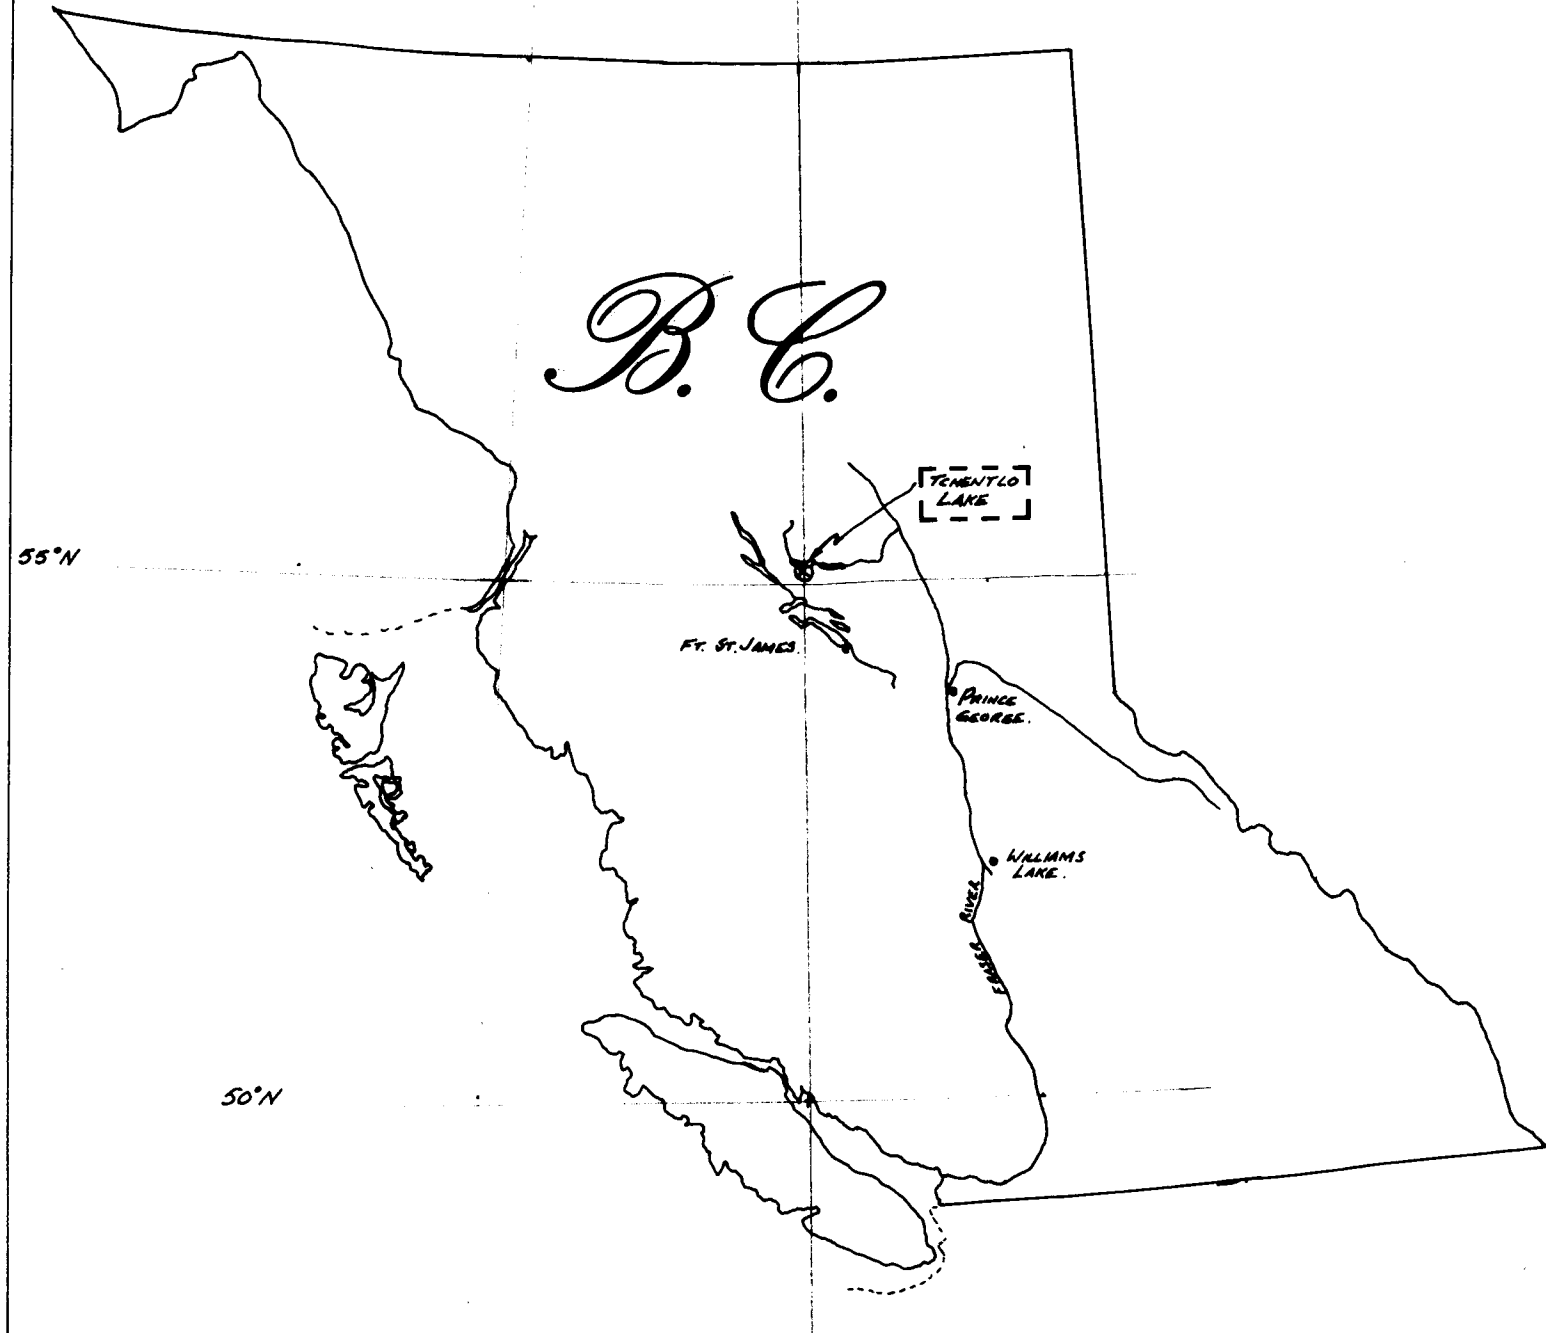 B.C.
TCHENTLO
LAKE
55°N
FT. ST. JAMES.
PRINCE
GEORGE.
WILLIAMS
LAKE.
FRASER RIVER
50°N